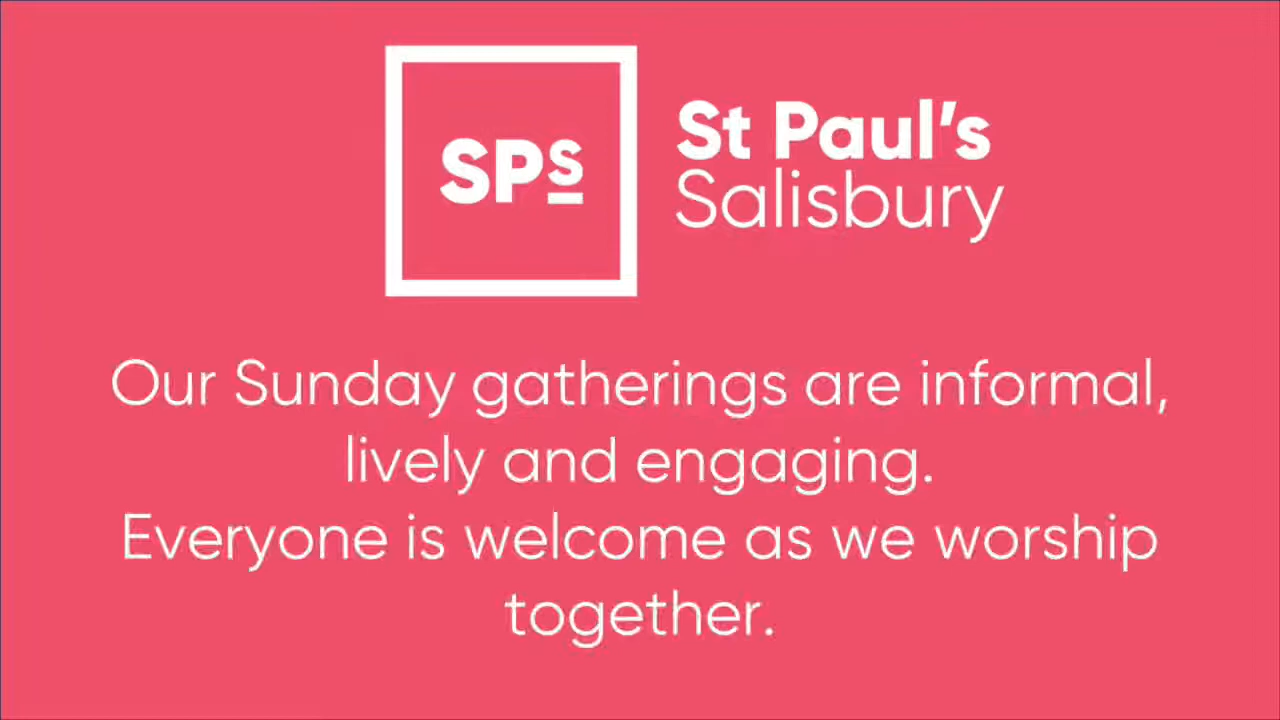 SPs
St Paul's
Salisbury
Our Sunday gatherings are informal,
lively and engaging.
Everyone is welcome as we worship
together.